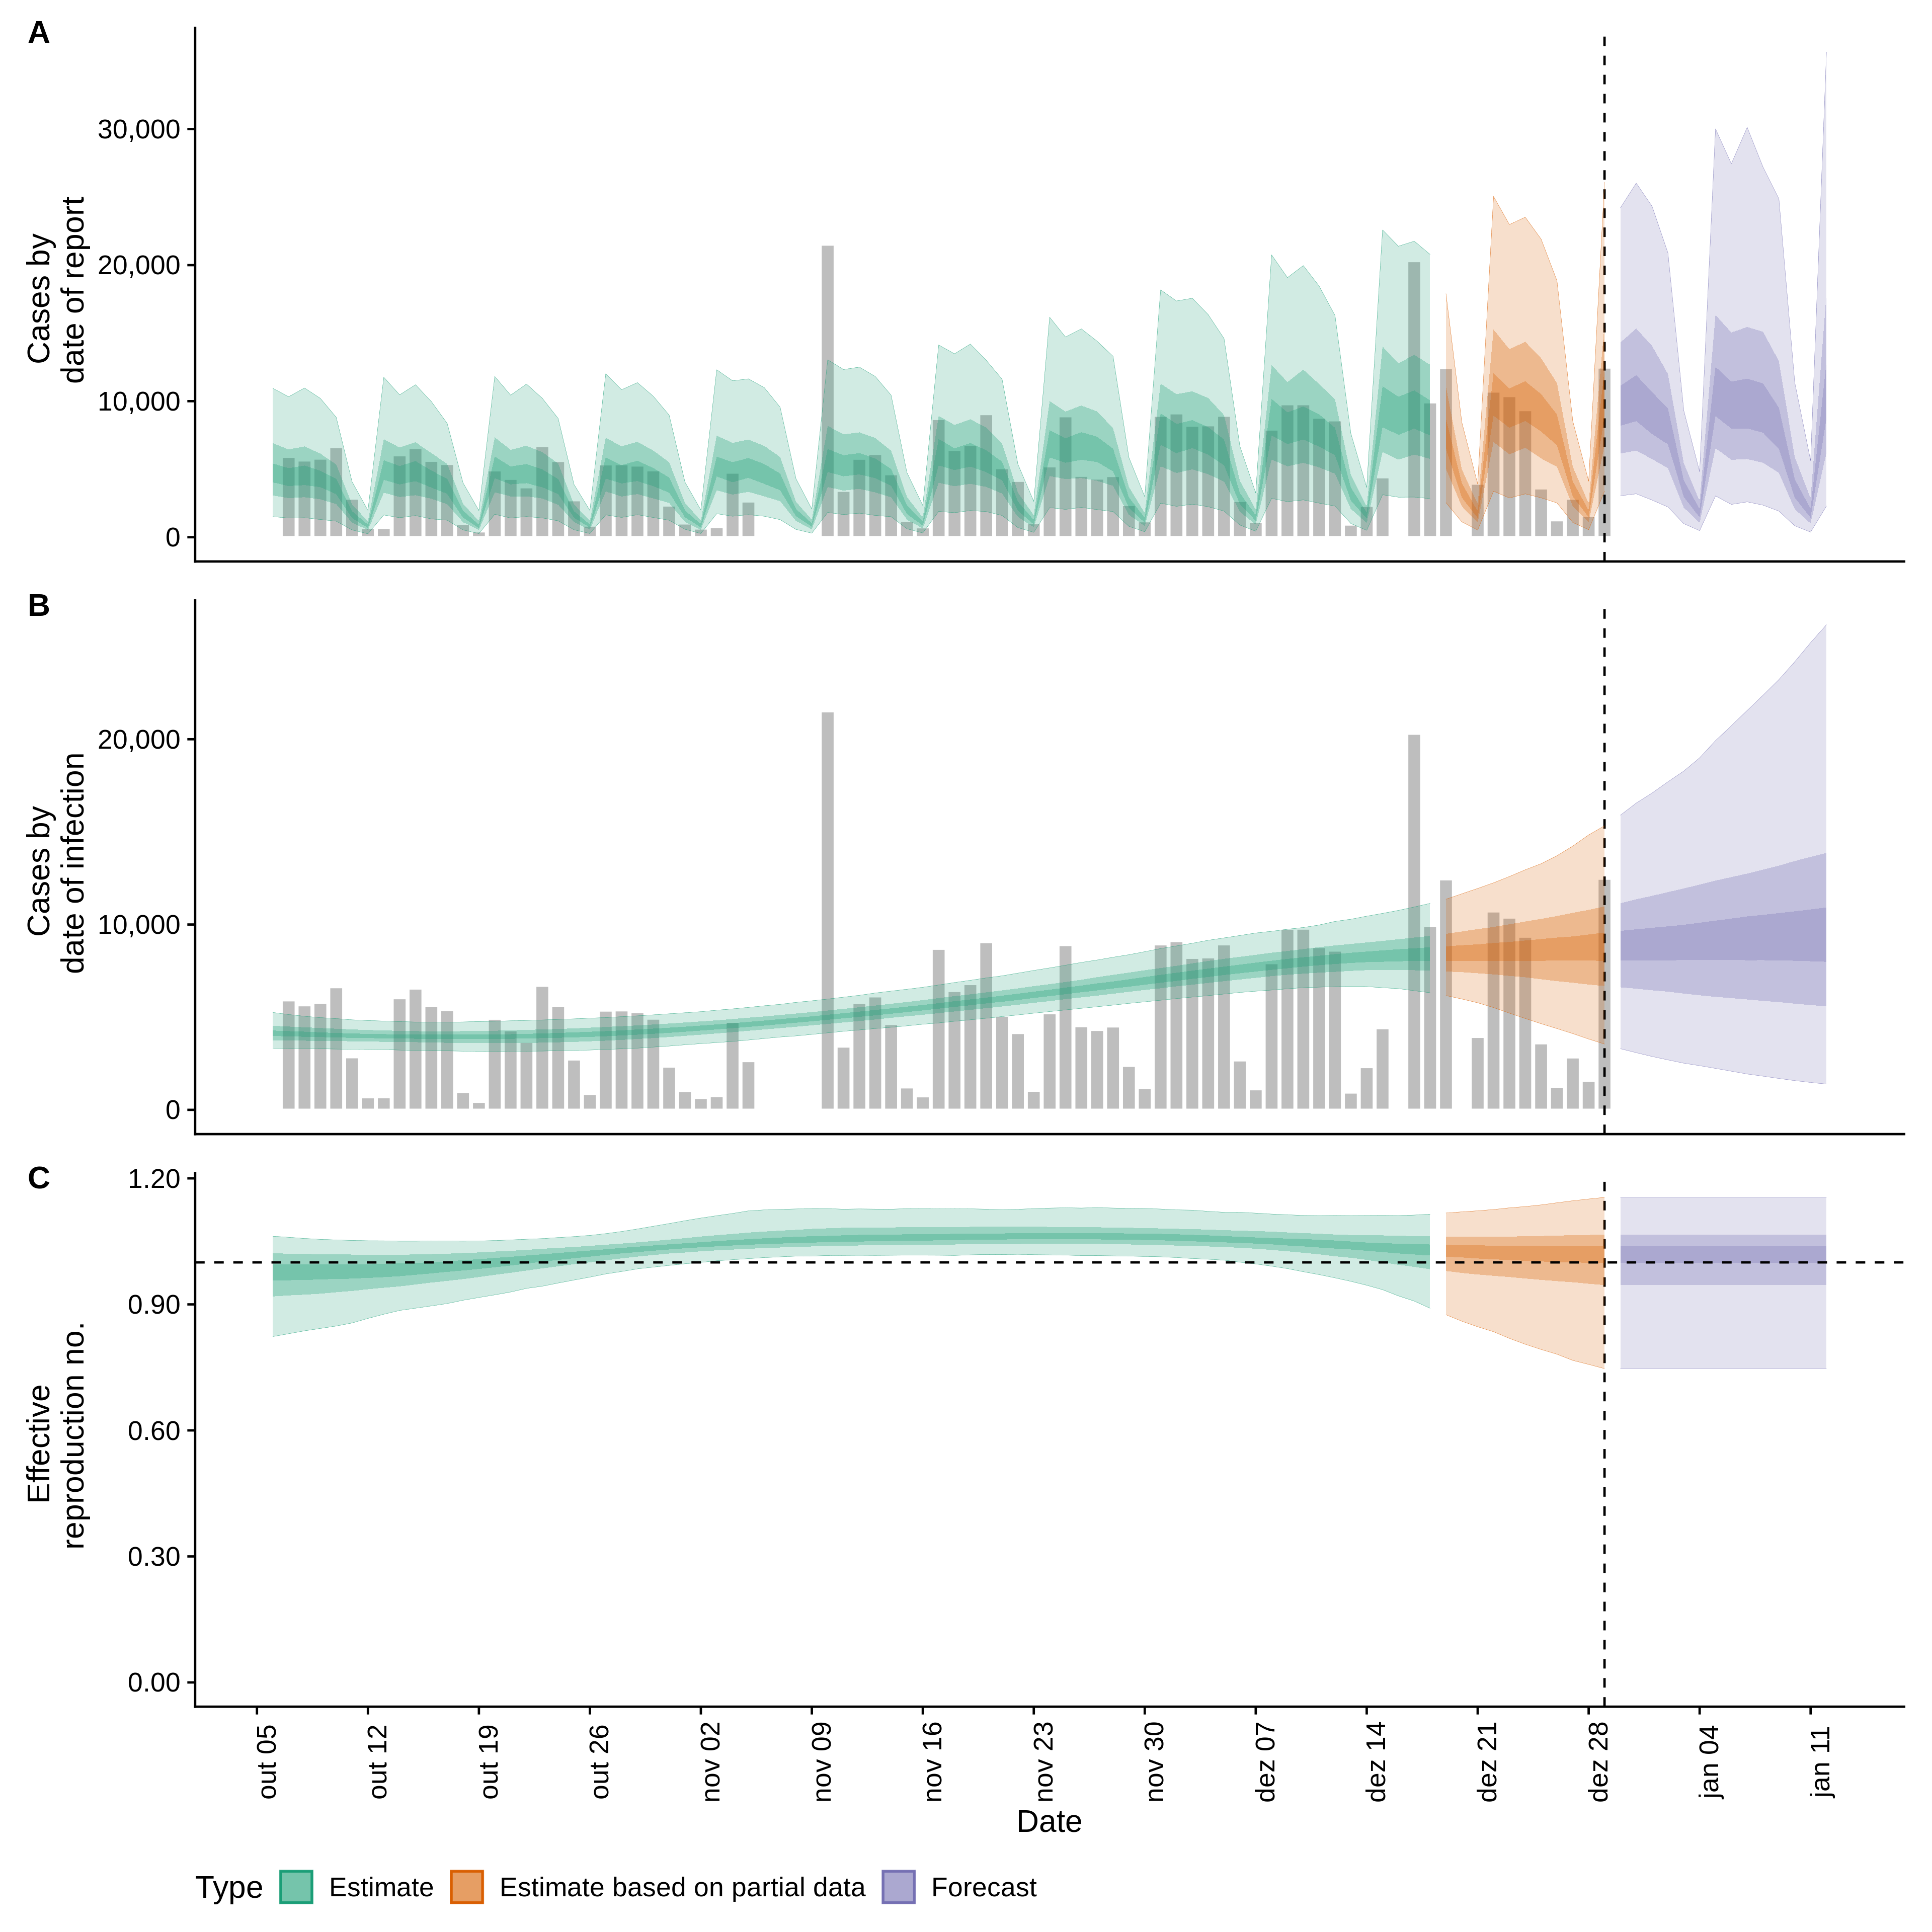 A
Cases by
date of report
30,000
20,000
10,000
0
B
Cases by
date of infection
20,000
10,000
0
C
Effective
reproduction no.
1.20
0.90
0.60
0.30
0.00
out 05
out 12
out 19
out 26
nov 02
nov 09
nov 16
nov 23
nov 30
dez 07
dez 14
dez 21
dez 28
jan 04
jan 11
Date
Type Estimate Estimate based on partial data Forecast